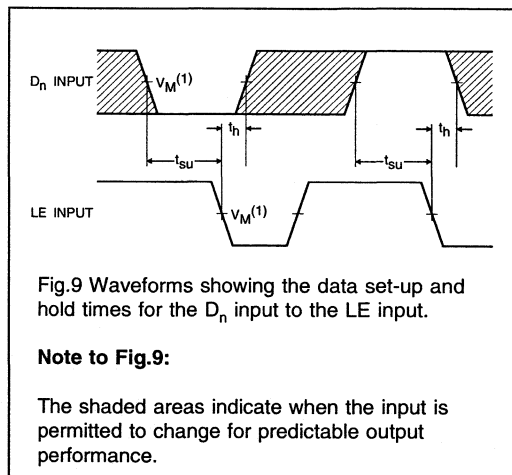 Dn INPUT
VM(1)
th
tsu
th
tsu
LE INPUT
VM(1)
Fig.9 Waveforms showing the data set-up and
hold times for the Dn input to the LE input.
Note to Fig.9:
The shaded areas indicate when the input is
permitted to change for predictable output
performance.